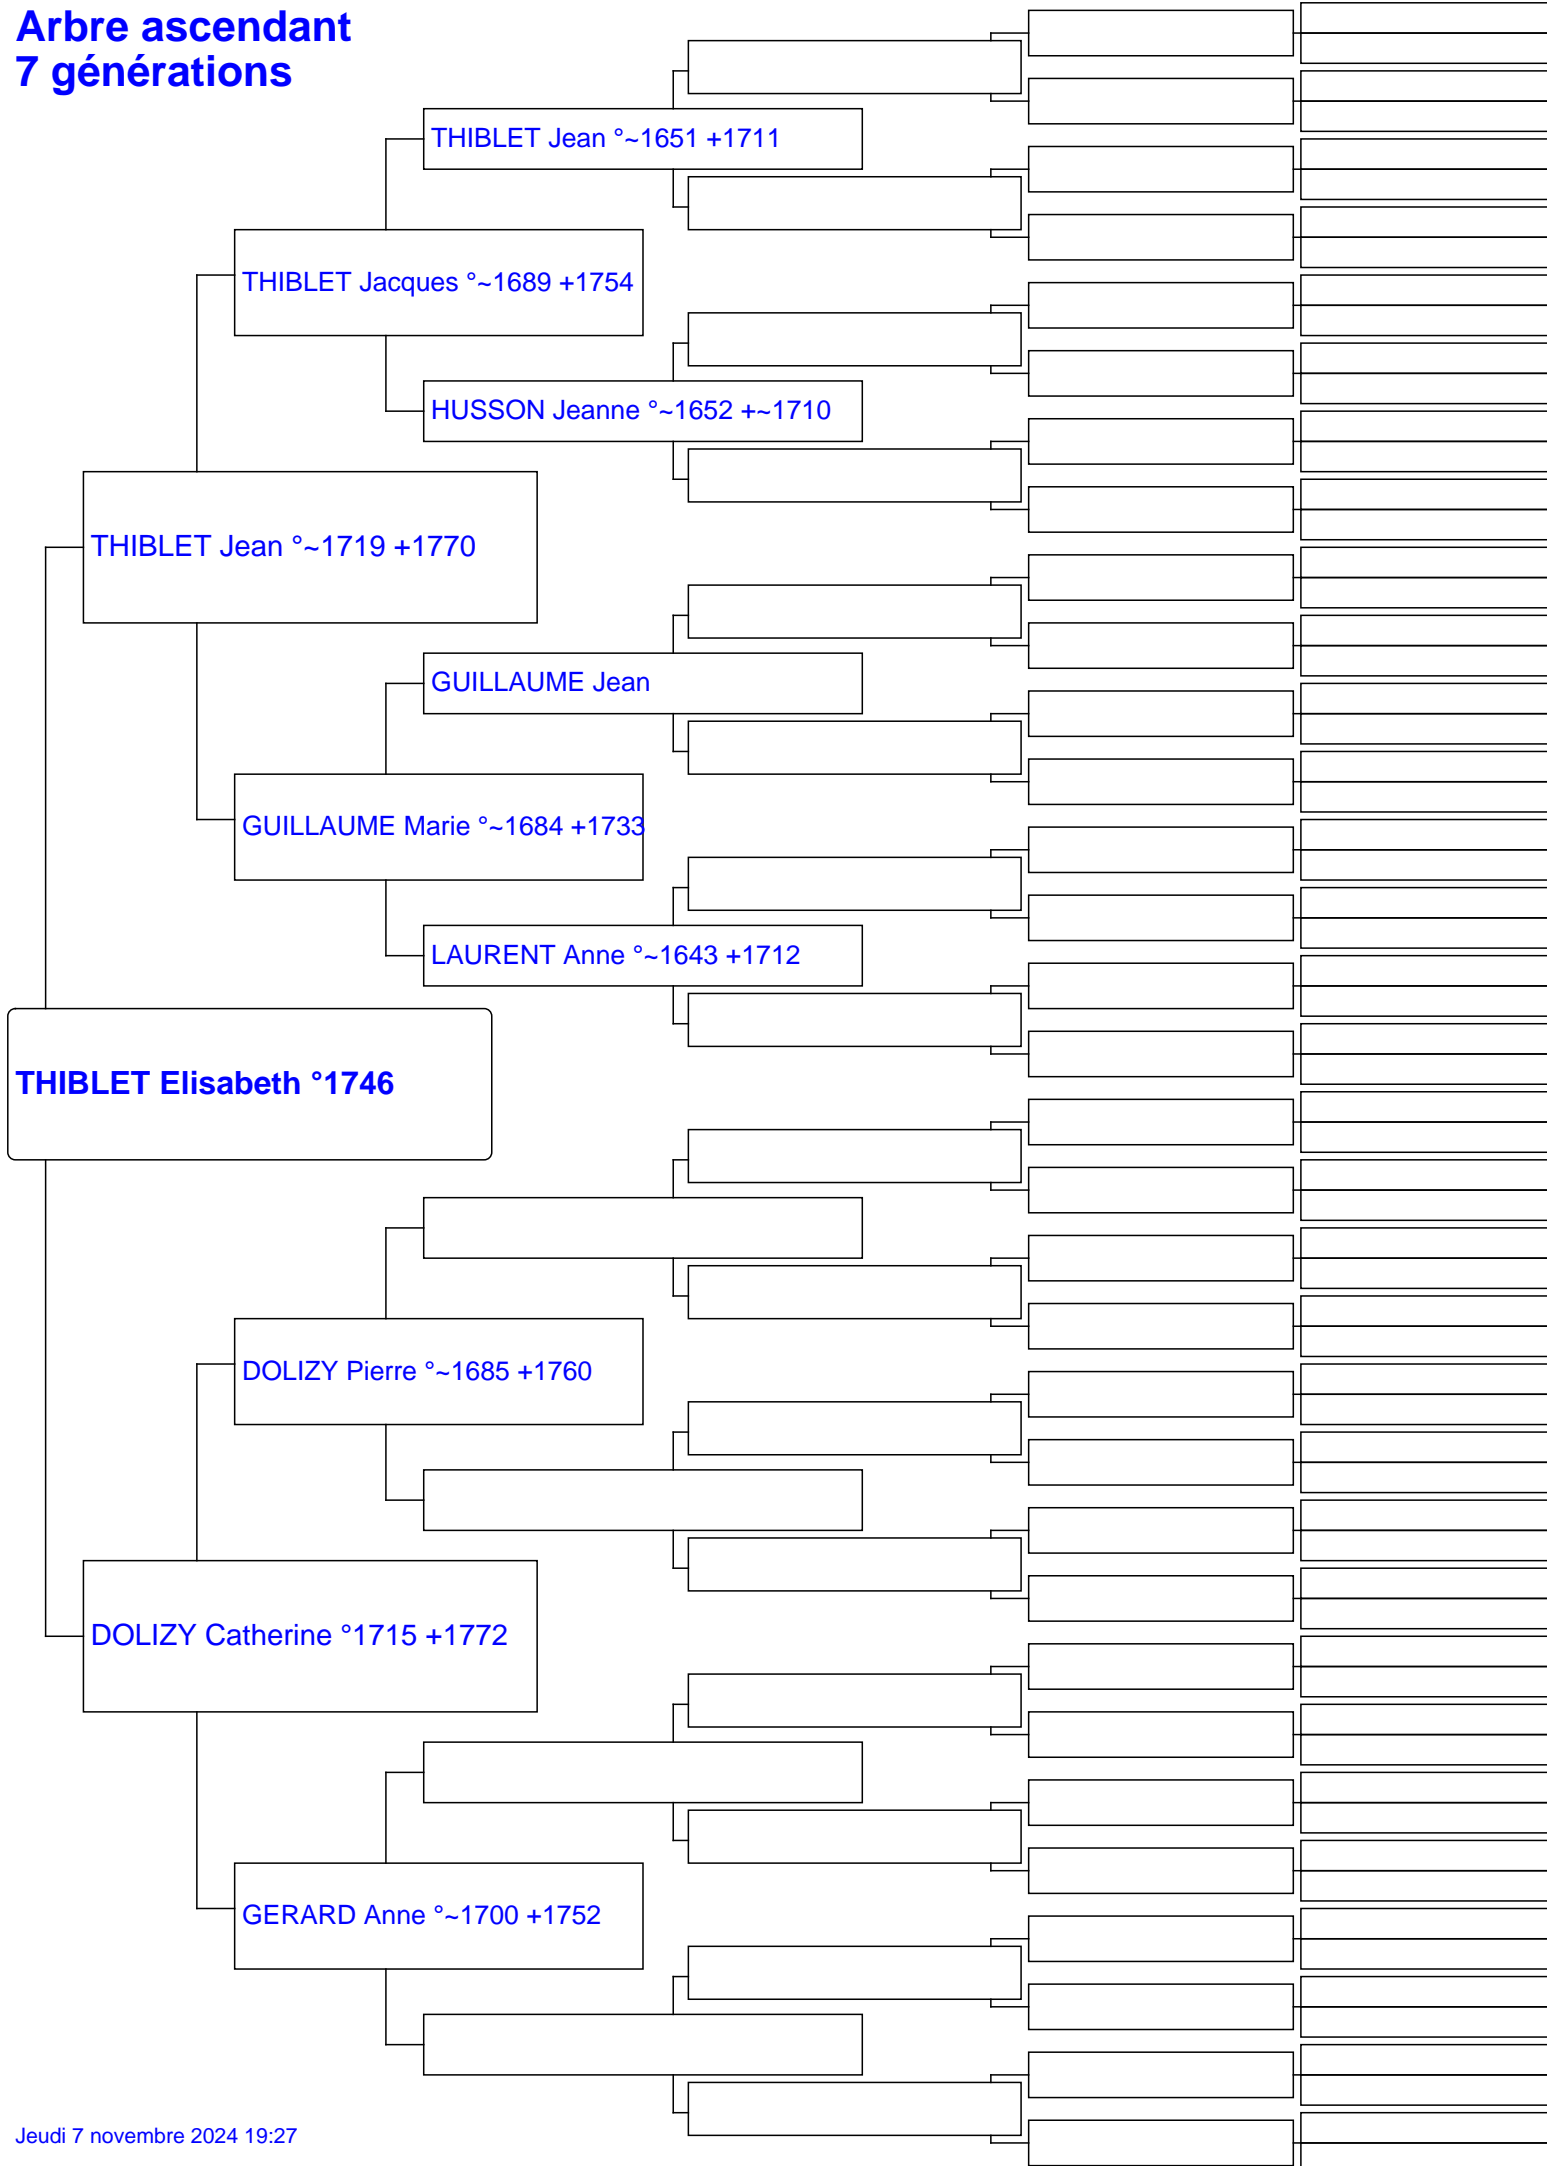 Arbre ascendant
7 générations
THIBLET Jean °~1651 +1711
THIBLET Jacques °~1689 +1754
HUSSON Jeanne °~1652 +~1710
THIBLET Jean °~1719 +1770
GUILLAUME Jean
GUILLAUME Marie °~1684 +1733
LAURENT Anne °~1643 +1712
THIBLET Elisabeth °1746
DOLIZY Pierre °~1685 +1760
DOLIZY Catherine °1715 +1772
GERARD Anne °~1700 +1752
Jeudi 7 novembre 2024 19:27